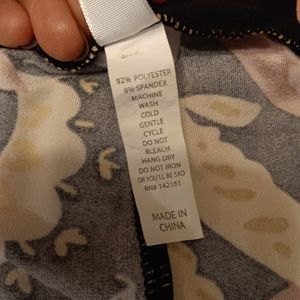 92% POLYESTER
8% SPANDEX
MACHINE
WASH
COLD
GENTLE
CYCLE
DO NOT
BLEACH
HANG DRY
DO NOT IRON
OR YOU'LL BE SAD
RN# 142161
MADE IN
CHINA